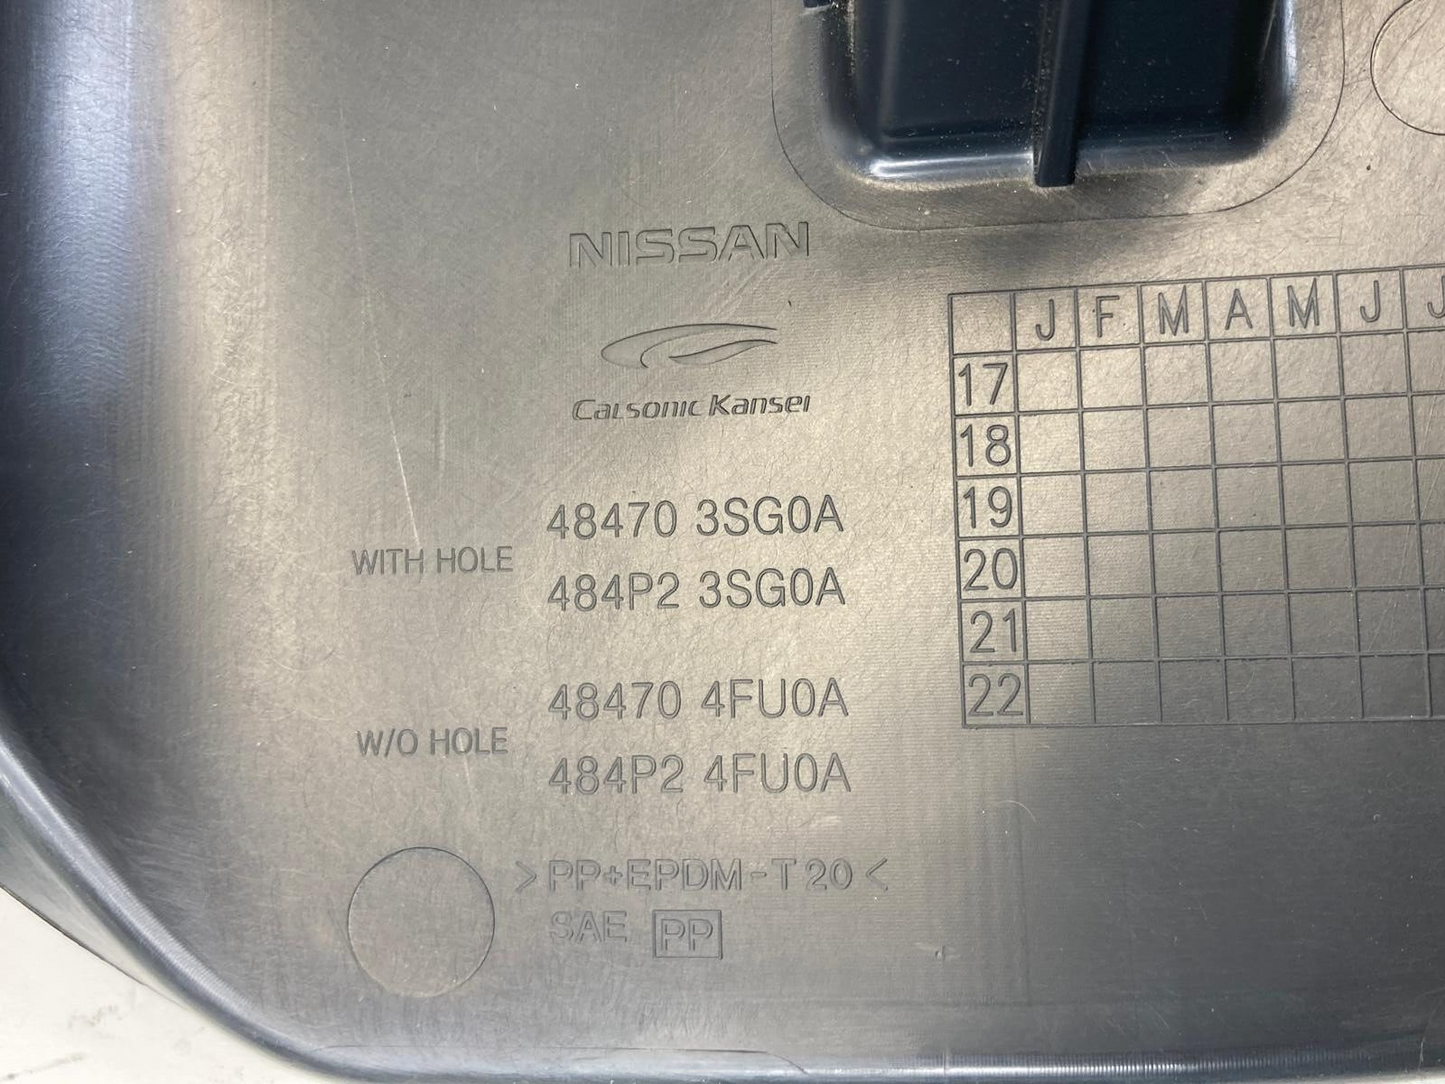 NISSAN
Calsonic Kansei
48470 3SG0A
WITH HOLE
484P2 3SG0A
48470 4FU0A
W/O HOLE
484P2 4FU0A
>PP+EPDM-T20<
SAE PP
J F M A M J J
17
18
19
20
21
22